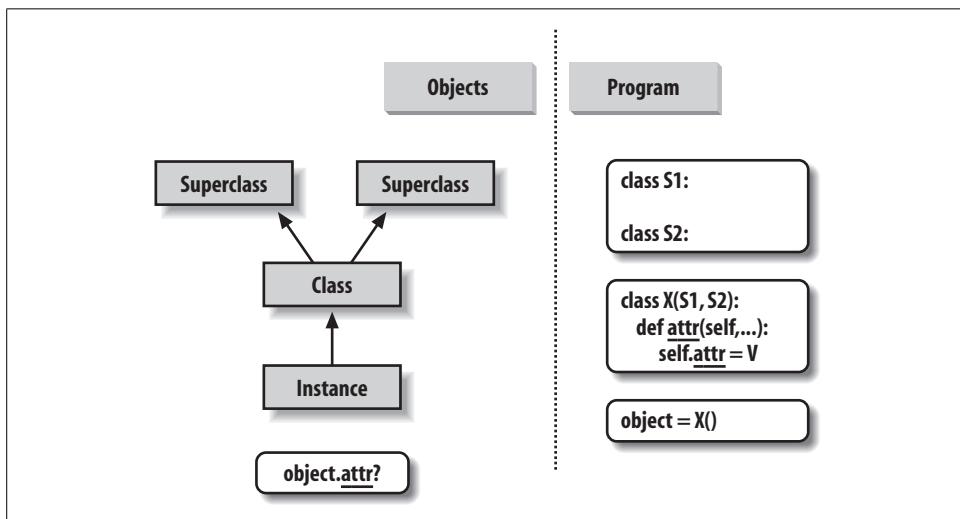 Objects
Program
Superclass
Superclass
Class
Instance
object.attr?
class S1:
class S2:
class X(S1, S2):
def attr(self,...):
self.attr = V
object = X()